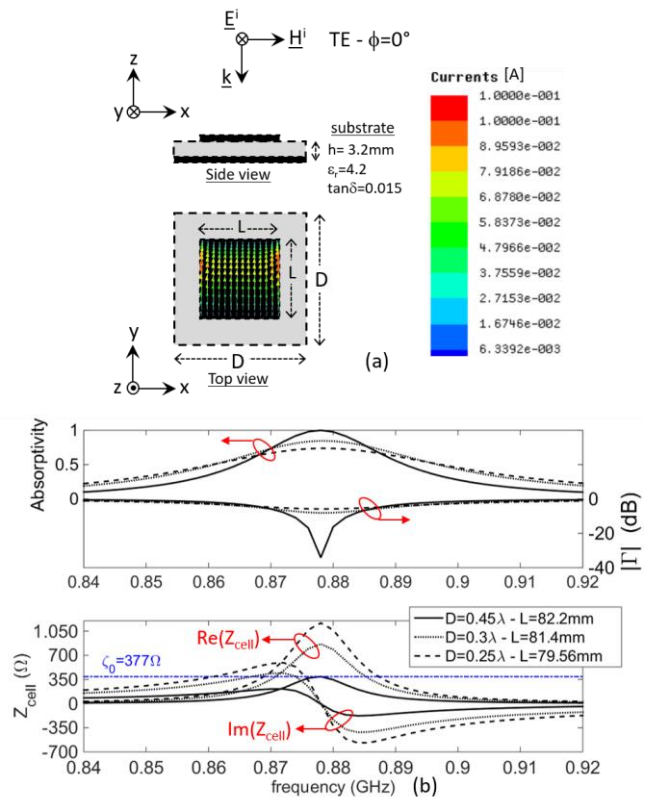 E^i
H^i TE - ϕ=0°
k
z
y x
Currents [A]
1.0000e-001
1.0000e-001
8.9593e-002
7.9186e-002
6.8780e-002
5.8373e-002
4.7966e-002
3.7559e-002
2.7153e-002
1.6746e-002
6.3392e-003
substrate
h= 3.2mm
ε_r=4.2
tanδ=0.015
Side view
L
L
D
D
Top view
y
z x
(a)
Absorptivity
1
0.5
0
0
-20
-40
|Γ| (dB)
0.84 0.85 0.86 0.87 0.88 0.89 0.9 0.91 0.92
D=0.45λ - L=82.2mm
D=0.3λ - L=81.4mm
D=0.25λ - L=79.56mm
Z_cell (Ω)
1.050
700
350
0
-350
-700
ζ_0=377Ω
Re(Z_cell)
Im(Z_cell)
0.84 0.85 0.86 0.87 0.88 0.89 0.9 0.91 0.92
frequency (GHz) (b)